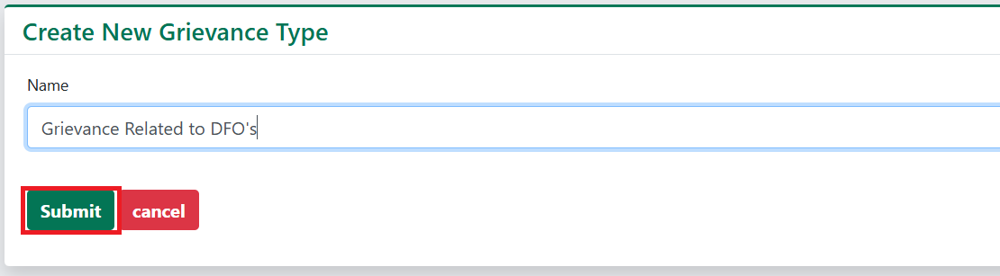 Create New Grievance Type
Name
Grievance Related to DFO's
Submit cancel